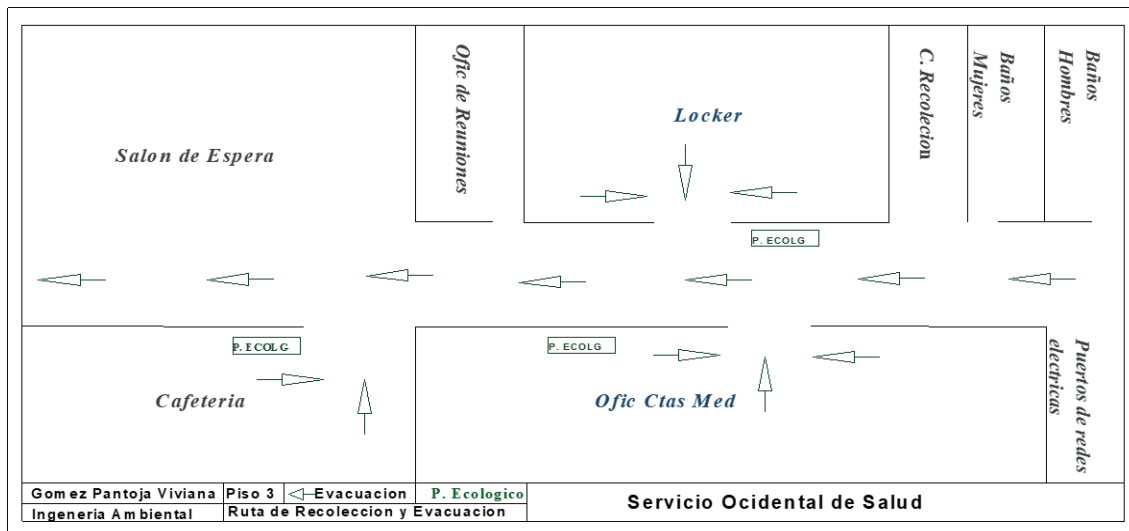 Salon de Espera
Ofic de Reuniones
Locker
C. Recolecion
Baños
Mujeres
Baños
Hombres
P. ECOLG
P. ECOLG
P. ECOLG
Cafeteria
Ofic Ctas Med
Puertos de redes
electricas
Gomez Pantoja Viviana
Piso 3
Evacuacion
P. Ecologico
Ingeneria Ambiental
Ruta de Recoleccion y Evacuacion
Servicio Ocidental de Salud